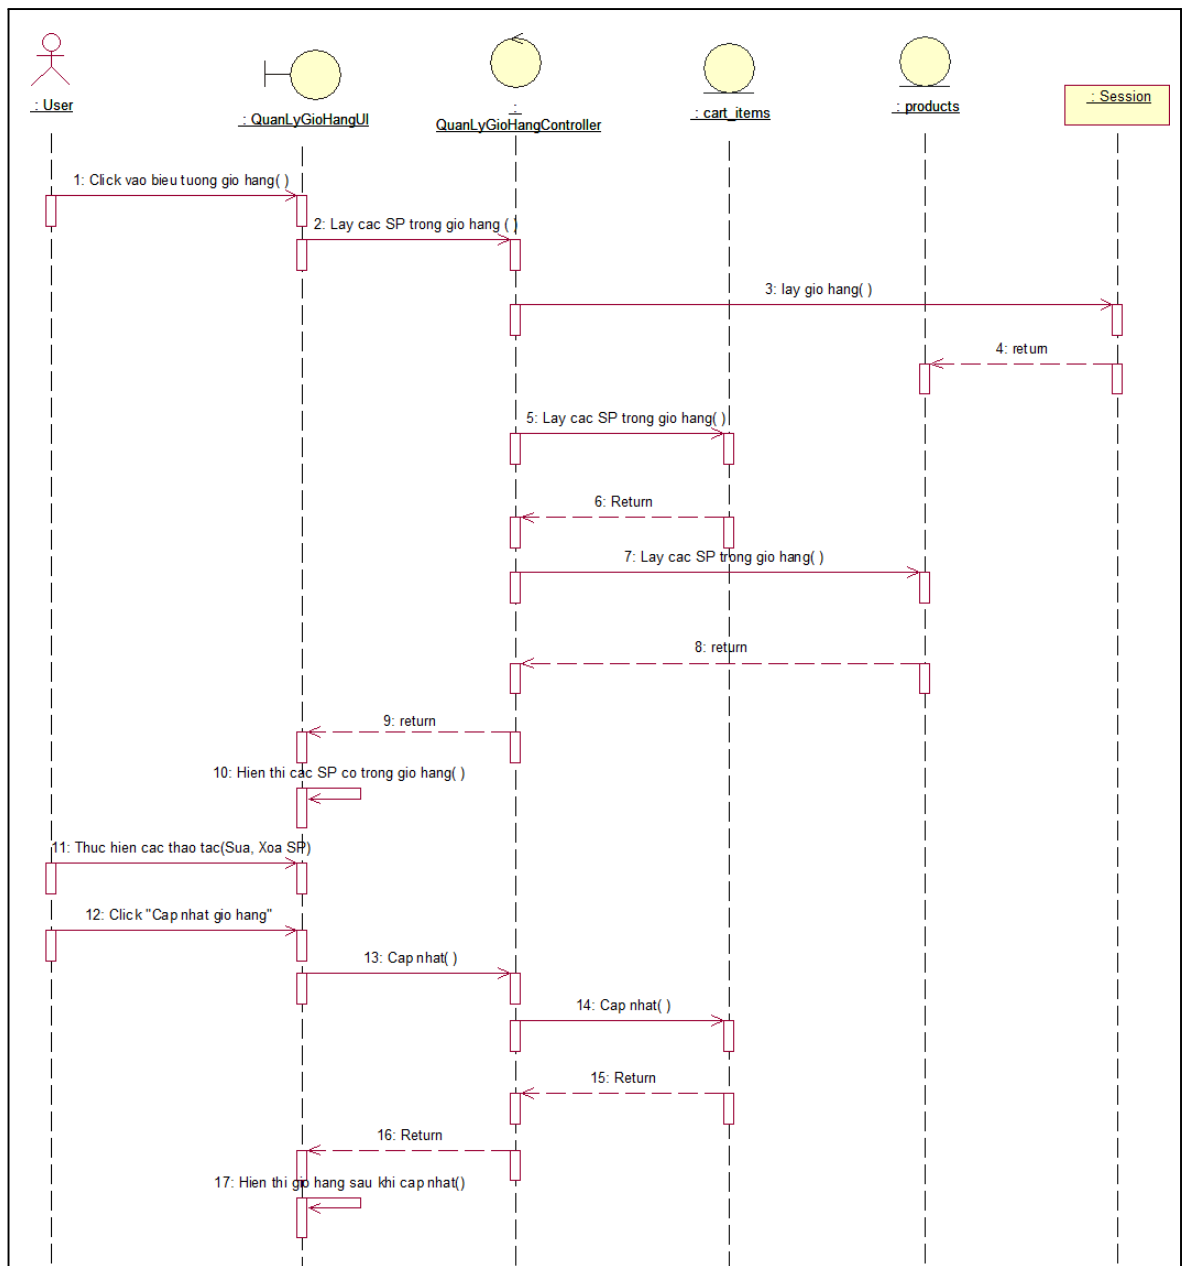 : User
: QuanLyGioHangUI
:
QuanLyGioHangController
: cart_items
: products
: Session
1: Click vao bieu tuong gio hang( )
2: Lay cac SP trong gio hang ( )
3: lay gio hang( )
4: return
5: Lay cac SP trong gio hang( )
6: Return
7: Lay cac SP trong gio hang( )
8: return
9: return
10: Hien thi cac SP co trong gio hang( )
11: Thuc hien cac thao tac(Sua, Xoa SP)
12: Click "Cap nhat gio hang"
13: Cap nhat( )
14: Cap nhat( )
15: Return
16: Return
17: Hien thi gio hang sau khi cap nhat()